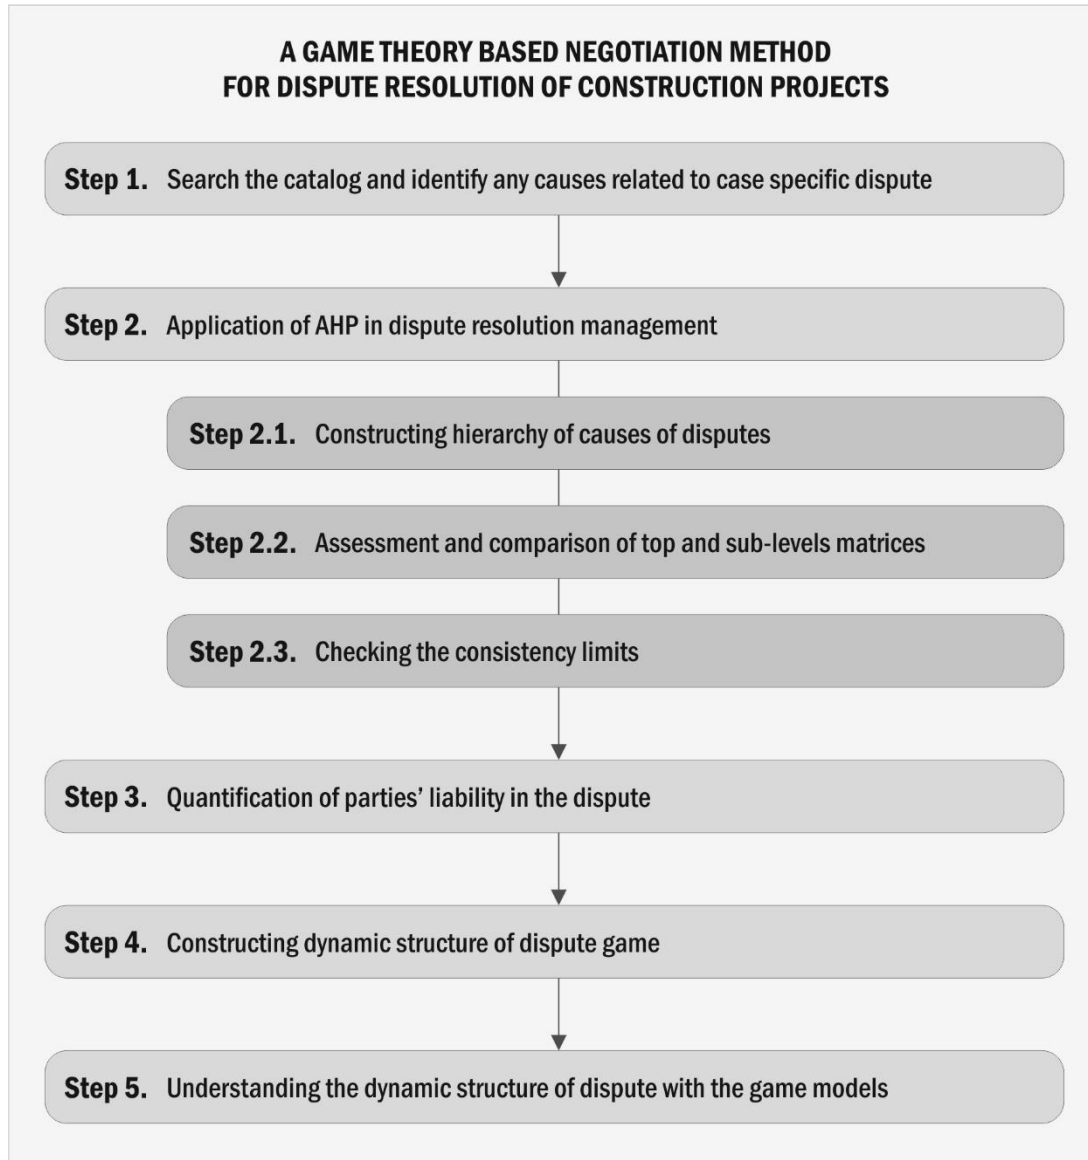 A GAME THEORY BASED NEGOTIATION METHOD
FOR DISPUTE RESOLUTION OF CONSTRUCTION PROJECTS
Step 1. Search the catalog and identify any causes related to case specific dispute
Step 2. Application of AHP in dispute resolution management
Step 2.1. Constructing hierarchy of causes of disputes
Step 2.2. Assessment and comparison of top and sub-levels matrices
Step 2.3. Checking the consistency limits
Step 3. Quantification of parties’ liability in the dispute
Step 4. Constructing dynamic structure of dispute game
Step 5. Understanding the dynamic structure of dispute with the game models